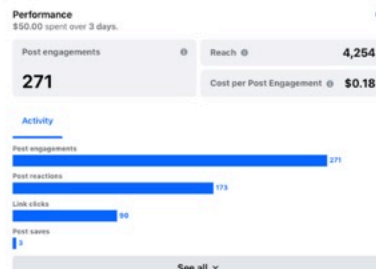 Performance
$50.00 spent over 3 days.
Post engagements
271
Reach 4,254
Cost per Post Engagement $0.18
Activity
Post engagements
271
Post reactions
173
Link clicks
90
Post saves
3
See all